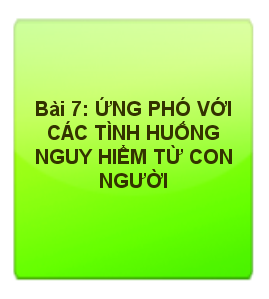 Bài 7: ỨNG PHÓ VỚI
CÁC TÌNH HUỐNG
NGUY HIỂM TỪ CON
NGƯỜI